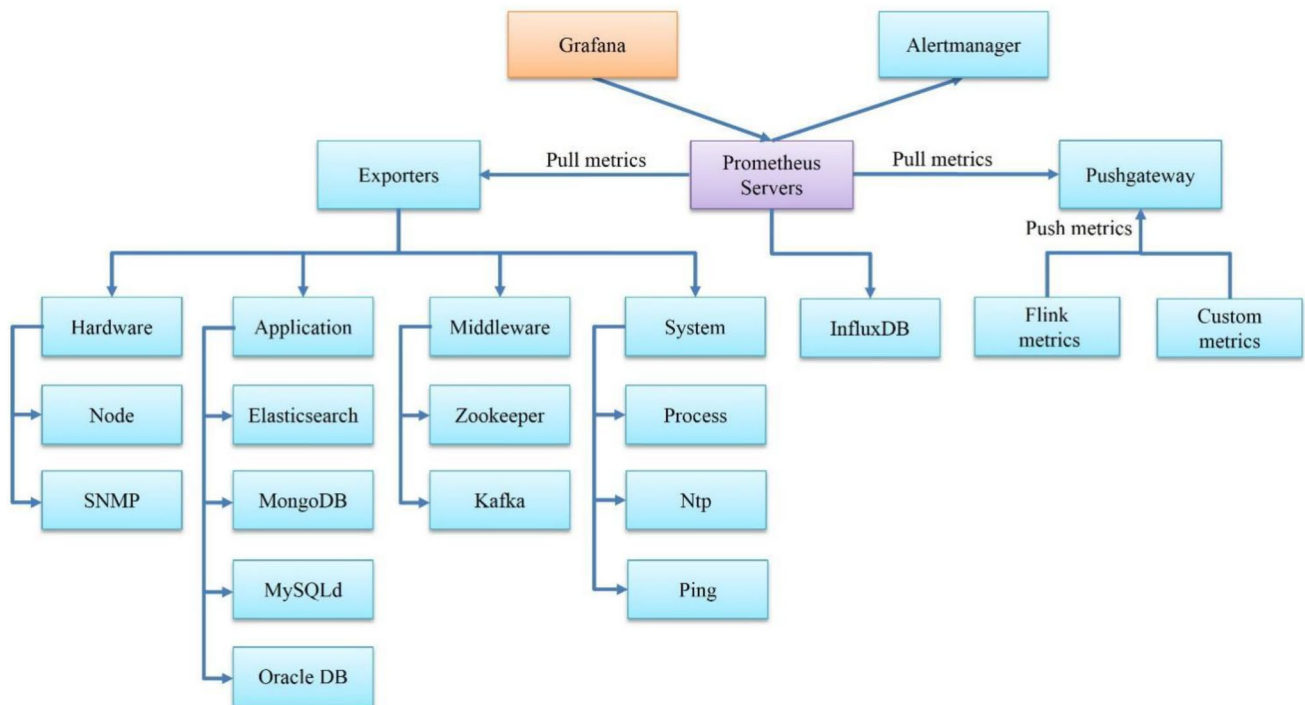 Grafana
Alertmanager
Exporters
Pull metrics
Prometheus
Servers
Pull metrics
Pushgateway
Push metrics
Hardware
Application
Middleware
System
InfluxDB
Flink
metrics
Custom
metrics
Node
Elasticsearch
Zookeeper
Process
SNMP
MongoDB
Kafka
Ntp
MySQLd
Ping
Oracle DB